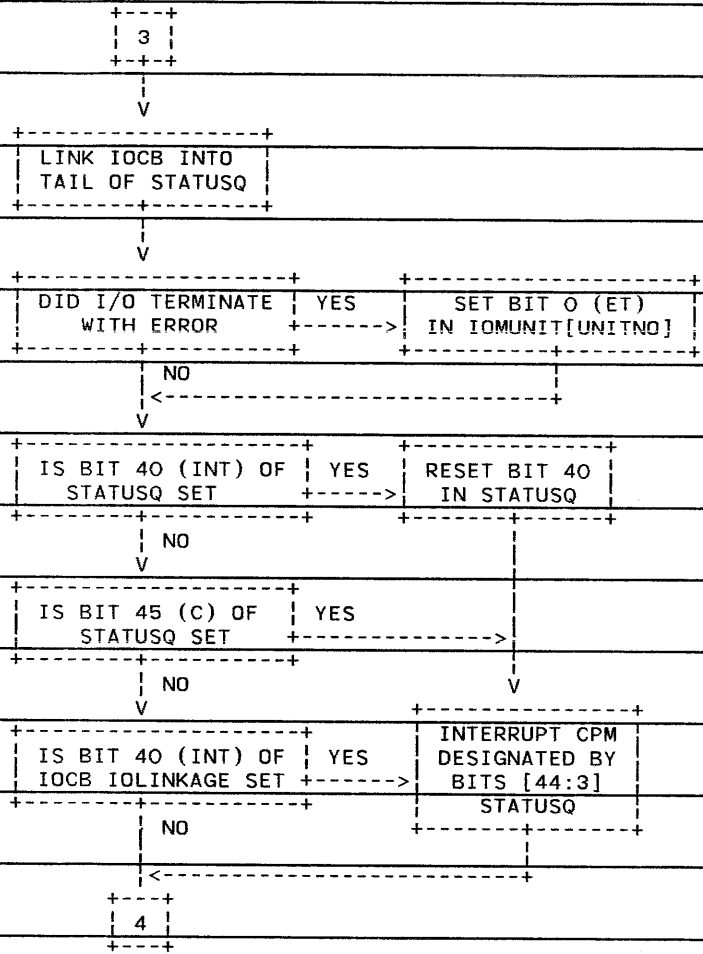 3
LINK IOCB INTO
TAIL OF STATUSQ
DID I/O TERMINATE
WITH ERROR
YES
SET BIT 0 (ET)
IN IOMUNIT[UNITNO]
NO
IS BIT 40 (INT) OF
STATUSQ SET
YES
RESET BIT 40
IN STATUSQ
NO
IS BIT 45 (C) OF
STATUSQ SET
YES
NO
IS BIT 40 (INT) OF
IOCB IOLINKAGE SET
YES
INTERRUPT CPM
DESIGNATED BY
BITS [44:3]
STATUSQ
NO
4